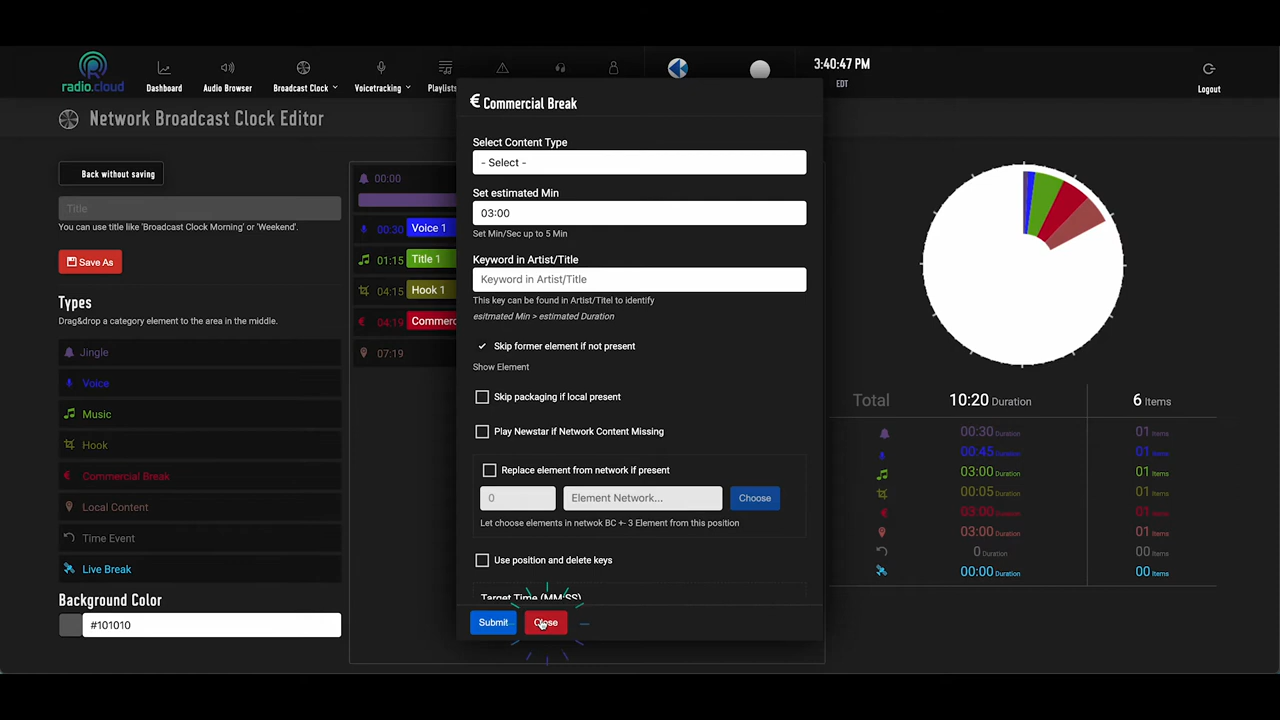 radio.cloud
Dashboard
Audio Browser
Broadcast Clock
Voicetracking
Playlists
3:40:47 PM
EDT
Logout
Network Broadcast Clock Editor
Back without saving
Title
You can use title like 'Broadcast Clock Morning' or 'Weekend'.
Save As
Types
Drag&drop a category element to the area in the middle.
Jingle
Voice
Music
Hook
Commercial Break
Local Content
Time Event
Live Break
Background Color
#101010
00:00
00:30 Voice 1
01:15 Title 1
04:15 Hook 1
04:19 Commerc
07:19
€ Commercial Break
Select Content Type
- Select -
Set estimated Min
03:00
Set Min/Sec up to 5 Min
Keyword in Artist/Title
Keyword in Artist/Title
This key can be found in Artist/Titel to identify
esitmated Min > estimated Duration
Skip former element if not present
Show Element
Skip packaging if local present
Play Newstar if Network Content Missing
Replace element from network if present
0 Element Network... Choose
Let choose elements in netwok BC +- 3 Element from this position
Use position and delete keys
Target Time (MM:SS)
Submit Close
Total 10:20 Duration 6 Items
00:30 Duration 01 Items
00:45 Duration 01 Items
03:00 Duration 01 Items
00:05 Duration 01 Items
03:00 Duration 01 Items
03:00 Duration 01 Items
0 Duration 00 Items
00:00 Duration 00 Items